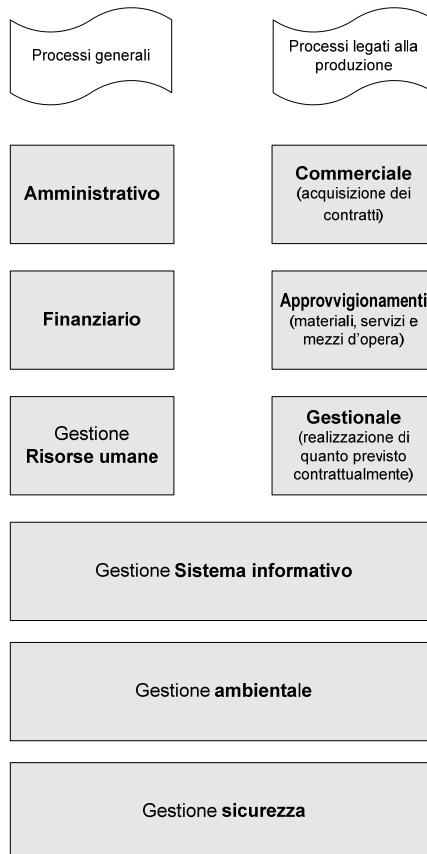 Processi generali
Processi legati alla
produzione
Amministrativo
Commerciale
(acquisizione dei
contratti)
Finanziario
Approvvigionamenti
(materiali, servizi e
mezzi d'opera)
Gestione
Risorse umane
Gestionale
(realizzazione di
quanto previsto
contrattualmente)
Gestione Sistema informativo
Gestione ambientale
Gestione sicurezza